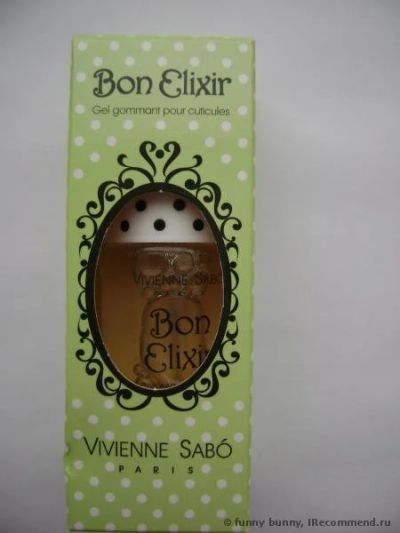 Bon Elixir
Gel gommant pour cuticules
VIVIENNE SABÓ
Bon
Elixir
VIVIENNE SABÓ
PARIS
© funny bunny, IRecommend.ru